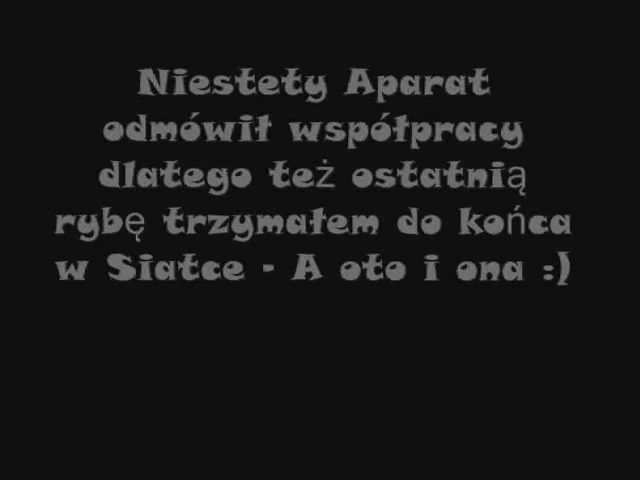 Niestety Aparat
odmówił współpracy
dlatego też ostatnią
rybę trzymałem do końca
w Siatce - A oto i ona :)